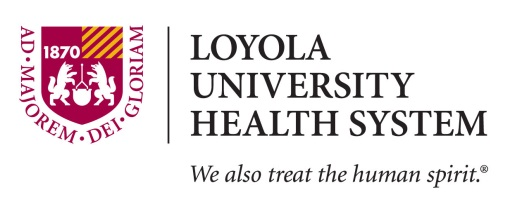 1870
AD•MAJOREM•DEI•GLORIAM
LOYOLA
UNIVERSITY
HEALTH SYSTEM
We also treat the human spirit.®